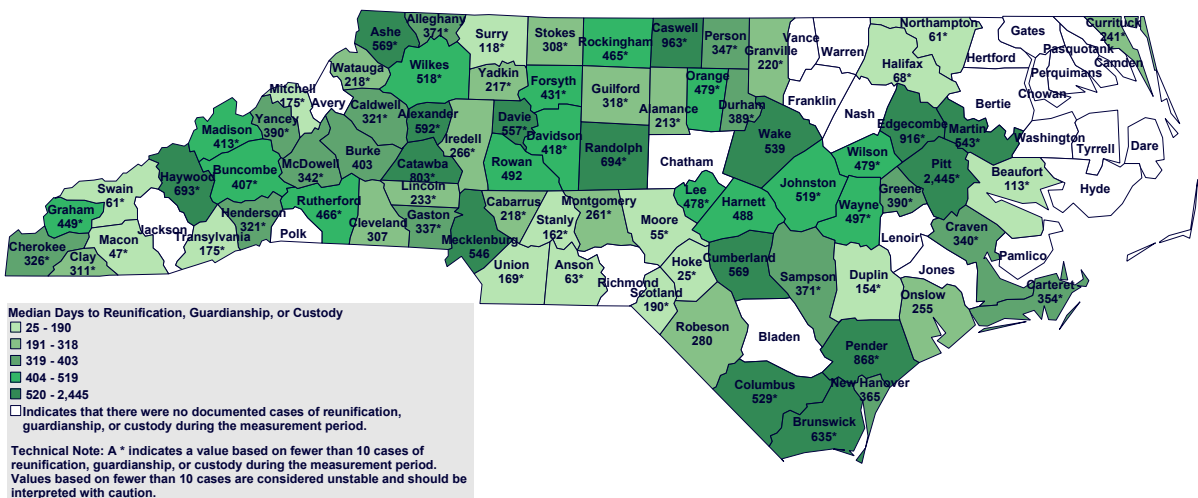 Alleghany
371*
Ashe
569*
Surry
118*
Stokes
308*
Rockingham
465*
Caswell
963*
Person
347*
Granville
220*
Vance
Warren
Northampton
61*
Gates
Currituck
241*
Pasquotank
Camden
Hertford
Perquimans
Chowan
Halifax
68*
Watauga
218*
Wilkes
518*
Yadkin
217*
Forsyth
431*
Guilford
318*
Alamance
213*
Orange
479*
Durham
389*
Franklin
Nash
Bertie
Mitchell
175*
Avery
Yancey
390*
Caldwell
321*
Alexander
592*
Iredell
266*
Davie
557*
Davidson
418*
Randolph
694*
Chatham
Wake
539
Edgecombe
916*
Martin
543*
Washington
Tyrrell
Dare
Madison
413*
Buncombe
407*
McDowell
342*
Burke
403
Catawba
803*
Rowan
492
Wilson
479*
Pitt
2,445*
Beaufort
113*
Hyde
Haywood
693*
Swain
61*
Graham
449*
Rutherford
466*
Lincoln
233*
Cabarrus
218*
Montgomery
261*
Lee
478*
Harnett
488
Johnston
519*
Wayne
497*
Greene
390*
Cherokee
326*
Clay
311*
Macon
47*
Jackson
Transylvania
175*
Henderson
321*
Polk
Cleveland
307
Gaston
337*
Mecklenburg
546
Stanly
162*
Moore
55*
Lenoir
Craven
340*
Pamlico
Union
169*
Anson
63*
Richmond
Scotland
190*
Hoke
25*
Cumberland
569
Sampson
371*
Duplin
154*
Jones
Onslow
255
Carteret
354*
Robeson
280
Bladen
Pender
868*
Columbus
529*
New Hanover
365
Brunswick
635*
Median Days to Reunification, Guardianship, or Custody
25 - 190
191 - 318
319 - 403
404 - 519
520 - 2,445
Indicates that there were no documented cases of reunification,
guardianship, or custody during the measurement period.
Technical Note: A * indicates a value based on fewer than 10 cases of
reunification, guardianship, or custody during the measurement period.
Values based on fewer than 10 cases are considered unstable and should be
interpreted with caution.